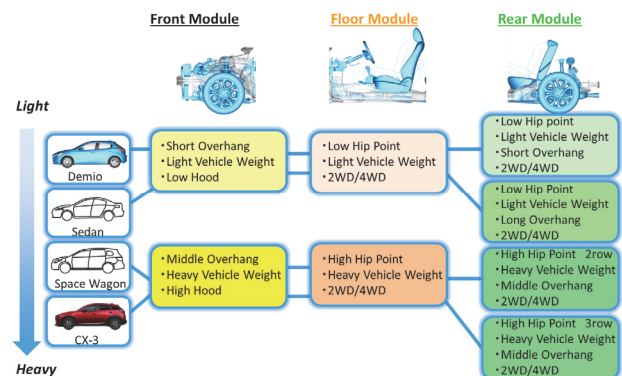 Front Module
Floor Module
Rear Module
Light
Demio
Sedan
Space Wagon
CX-3
Heavy
・Short Overhang
・Light Vehicle Weight
・Low Hood
・Middle Overhang
・Heavy Vehicle Weight
・High Hood
・Low Hip Point
・Light Vehicle Weight
・2WD/4WD
・High Hip Point
・Heavy Vehicle Weight
・2WD/4WD
・Low Hip point
・Light Vehicle Weight
・Short Overhang
・2WD/4WD
・Low Hip Point
・Light Vehicle Weight
・Long Overhang
・2WD/4WD
・High Hip Point 2row
・Heavy Vehicle Weight
・Middle Overhang
・2WD/4WD
・High Hip Point 3row
・Heavy Vehicle Weight
・Middle Overhang
・2WD/4WD